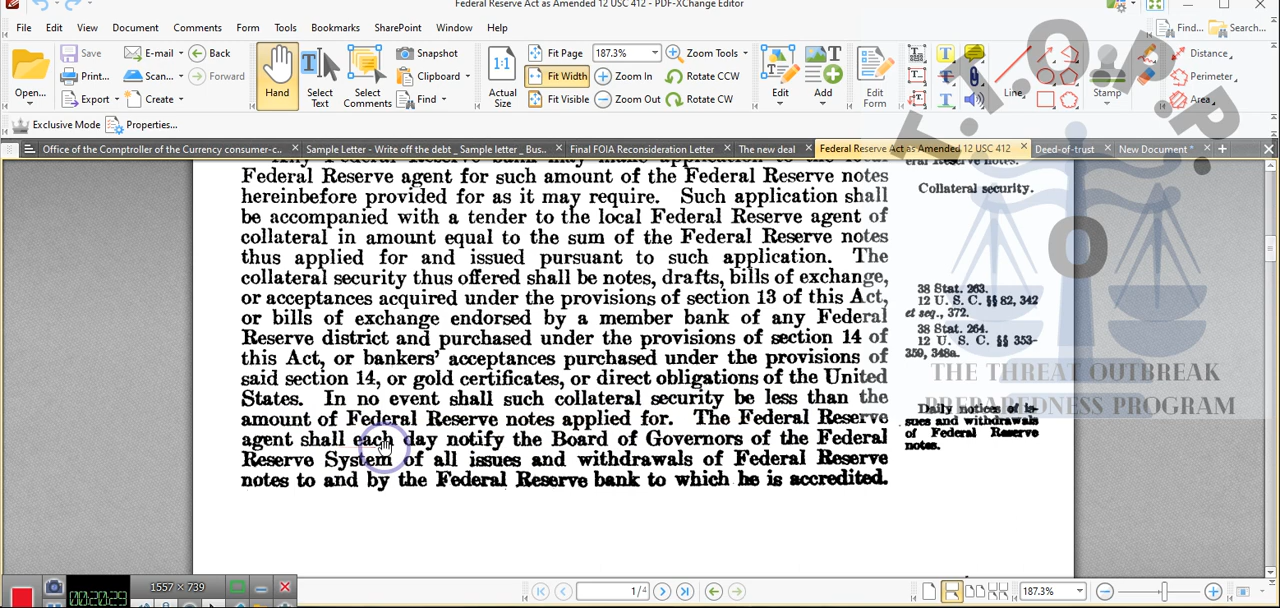 Federal Reserve Act as Amended 12 USC 412 - PDF-XChange Editor
File Edit View Document Comments Form Tools Bookmarks SharePoint Window Help Find... Search...
Open... Save Print... Export E-mail Scan... Create Back Forward Hand Select Text Select Comments Snapshot Clipboard Find Actual Size Fit Page Fit Width Fit Visible 187.3% Zoom In Zoom Out Zoom Tools Rotate CCW Rotate CW Edit Add Edit Form Line Stamp Distance Perimeter Area
Exclusive Mode Properties...
Office of the Comptroller of the Currency consumer-c... Sample Letter - Write off the debt _ Sample letter _ Bus.. Final FOIA Reconsideration Letter The new deal Federal Reserve Act as Amended 12 USC 412 Deed-of-trust New Document *
T.T.O.P.P.
O
THE THREAT OUTBREAK
PREPAREDNESS PROGRAM
Any Federal Reserve bank may make application to the local
Federal Reserve agent for such amount of the Federal Reserve notes
hereinbefore provided for as it may require. Such application shall
be accompanied with a tender to the local Federal Reserve agent of
collateral in amount equal to the sum of the Federal Reserve notes
thus applied for and issued pursuant to such application. The
collateral security thus offered shall be notes, drafts, bills of exchange,
or acceptances acquired under the provisions of section 13 of this Act,
or bills of exchange endorsed by a member bank of any Federal
Reserve district and purchased under the provisions of section 14 of
this Act, or bankers' acceptances purchased under the provisions of
said section 14, or gold certificates, or direct obligations of the United
States. In no event shall such collateral security be less than the
amount of Federal Reserve notes applied for. The Federal Reserve
agent shall each day notify the Board of Governors of the Federal
Reserve System of all issues and withdrawals of Federal Reserve
notes to and by the Federal Reserve bank to which he is accredited.
eral Reserve notes.
Collateral security.
38 Stat. 263.
12 U. S. C. §§ 82, 342
et seq., 372.
38 Stat. 264.
12 U. S. C. §§ 353-
359, 348a.
Daily notices of is-
sues and withdrawals
of Federal Reserve
notes.
00:20:29 1557 × 739
1/4
187.3%